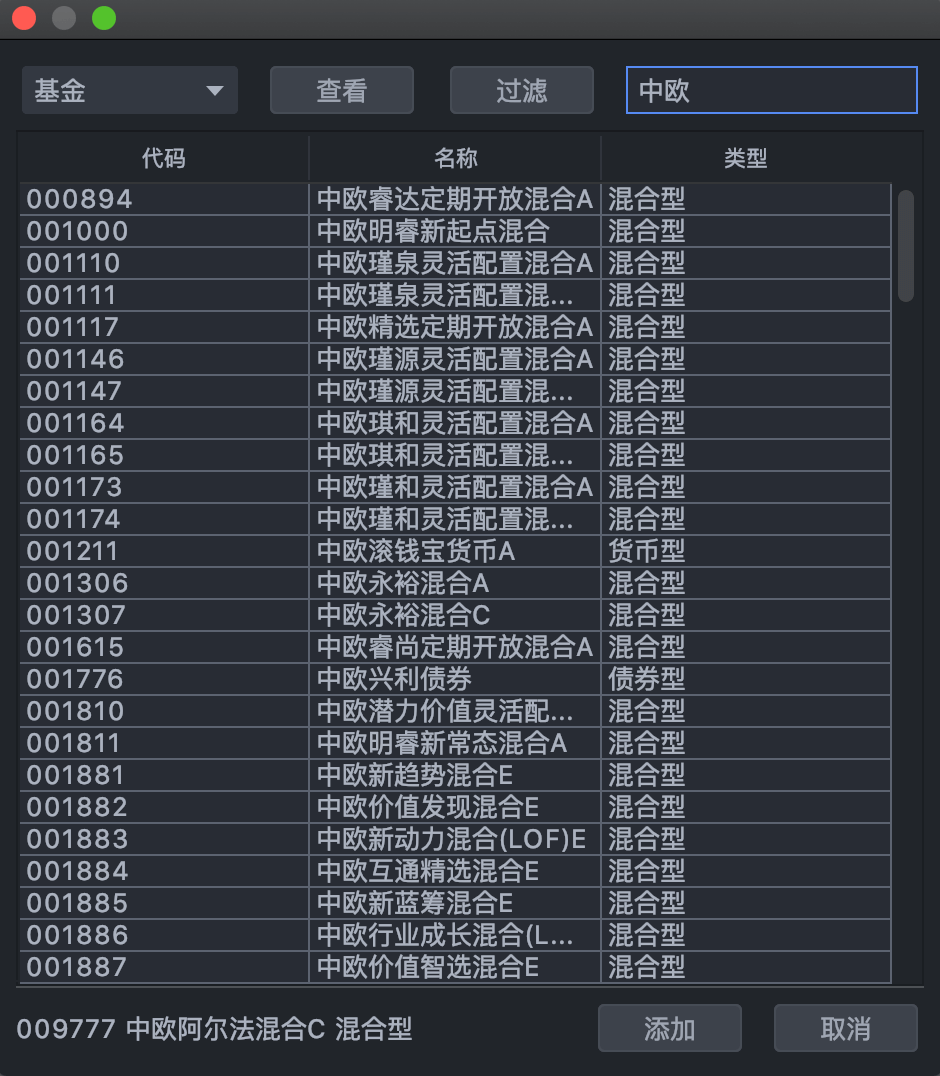 基金 查看 过滤 中欧
代码 名称 类型
000894 中欧睿达定期开放混合A 混合型
001000 中欧明睿新起点混合 混合型
001110 中欧瑾泉灵活配置混合A 混合型
001111 中欧瑾泉灵活配置混... 混合型
001117 中欧精选定期开放混合A 混合型
001146 中欧瑾源灵活配置混合A 混合型
001147 中欧瑾源灵活配置混... 混合型
001164 中欧琪和灵活配置混合A 混合型
001165 中欧琪和灵活配置混... 混合型
001173 中欧瑾和灵活配置混合A 混合型
001174 中欧瑾和灵活配置混... 混合型
001211 中欧滚钱宝货币A 货币型
001306 中欧永裕混合A 混合型
001307 中欧永裕混合C 混合型
001615 中欧睿尚定期开放混合A 混合型
001776 中欧兴利债券 债券型
001810 中欧潜力价值灵活配... 混合型
001811 中欧明睿新常态混合A 混合型
001881 中欧新趋势混合E 混合型
001882 中欧价值发现混合E 混合型
001883 中欧新动力混合(LOF)E 混合型
001884 中欧互通精选混合E 混合型
001885 中欧新蓝筹混合E 混合型
001886 中欧行业成长混合(L... 混合型
001887 中欧价值智选混合E 混合型
009777 中欧阿尔法混合C 混合型 添加 取消